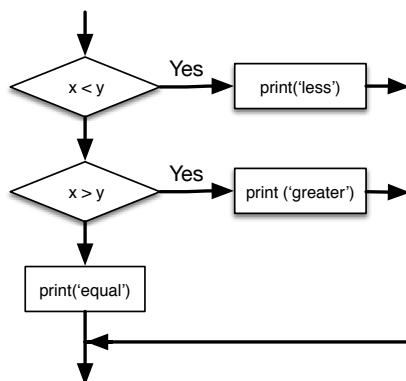 Yes
x < y
print(‘less’)
Yes
x > y
print (‘greater’)
print(‘equal’)